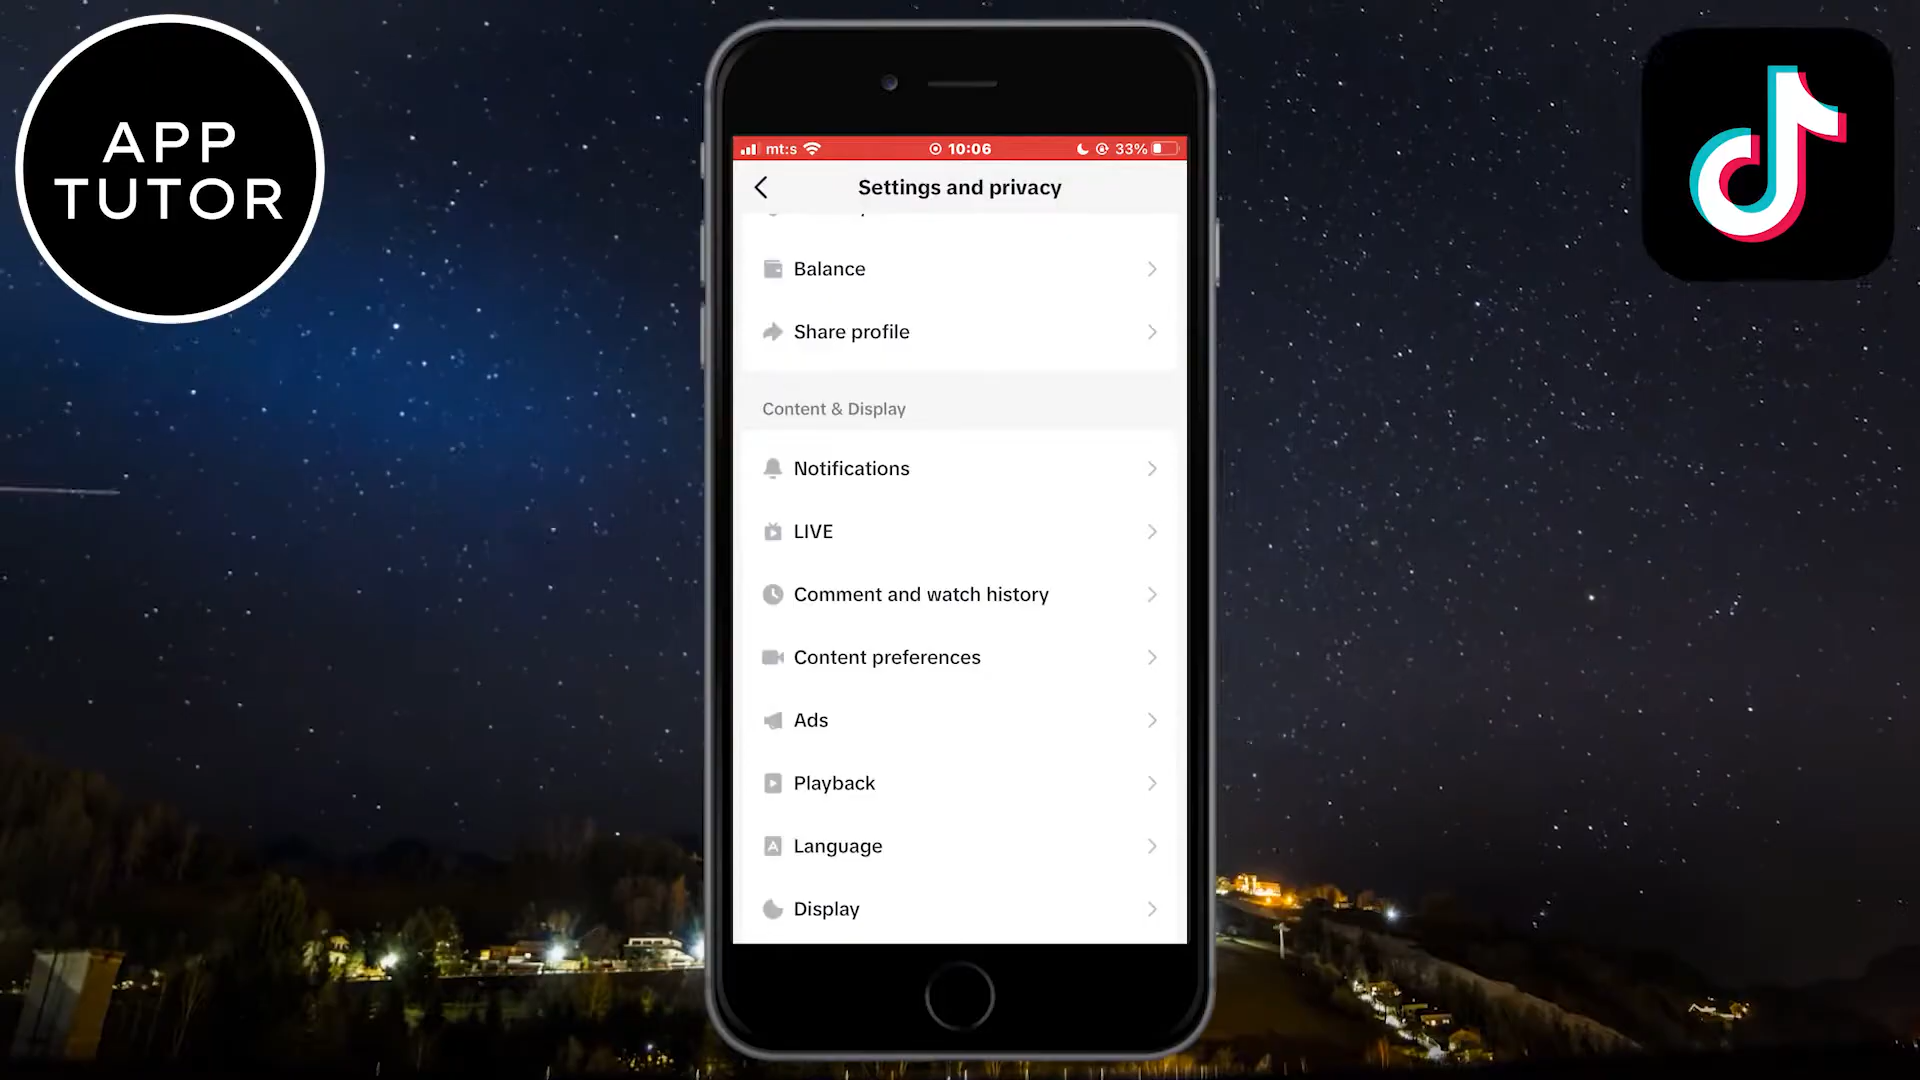 APP
TUTOR
mt:s
10:06
33%
Settings and privacy
Balance
Share profile
Content & Display
Notifications
LIVE
Comment and watch history
Content preferences
Ads
Playback
A
Language
Display